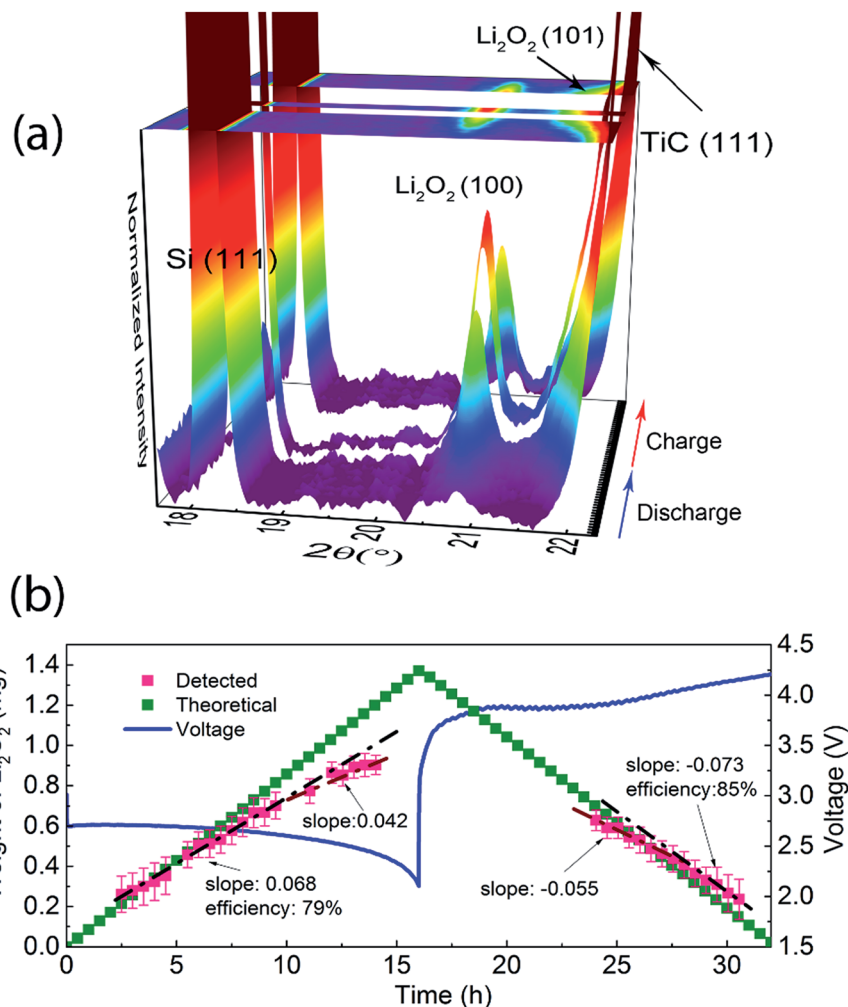 (a)
Li₂O₂ (101)
TiC (111)
Li₂O₂ (100)
Si (111)
Normalized Intensity
Charge
Discharge
18 19 20 21 22
2θ(°)
(b)
Detected
Theoretical
Voltage
slope: 0.068
efficiency: 79%
slope:0.042
slope: -0.055
slope: -0.073
efficiency:85%
1.4
1.2
1.0
0.8
0.6
0.4
0.2
0.0
4.5
4.0
3.5
3.0
2.5
2.0
1.5
Voltage (V)
0 5 10 15 20 25 30
Time (h)